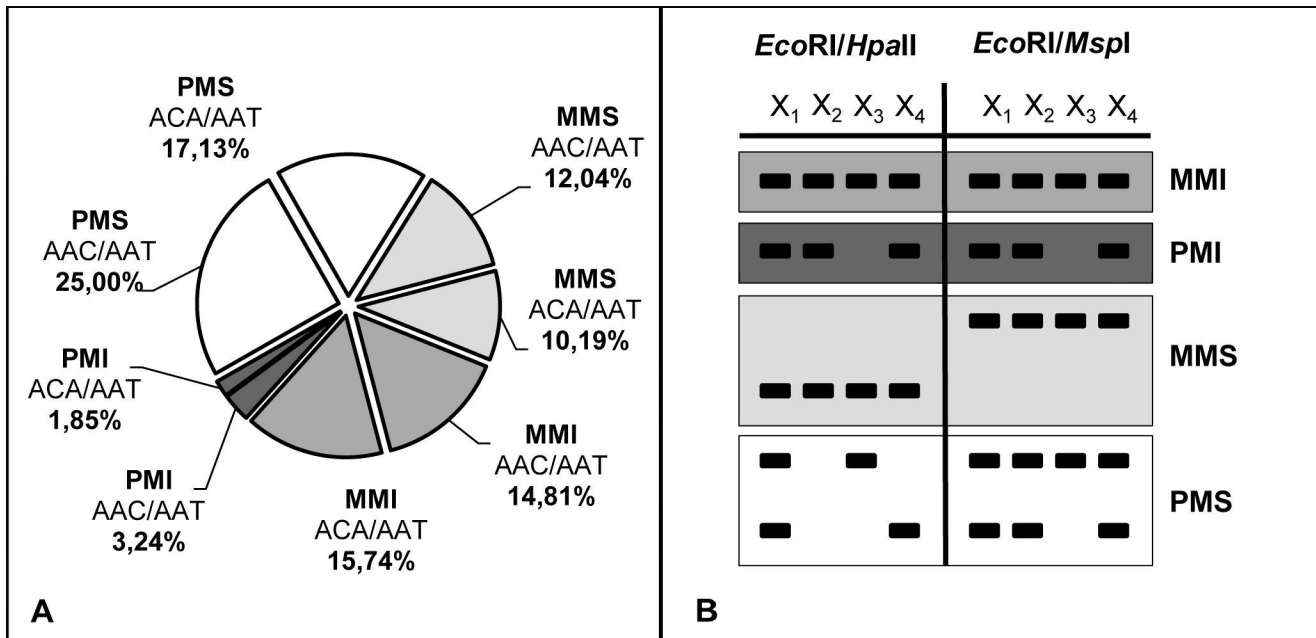 PMS
ACA/AAT
17,13%
MMS
AAC/AAT
12,04%
PMS
AAC/AAT
25,00%
MMS
ACA/AAT
10,19%
PMI
ACA/AAT
1,85%
MMI
AAC/AAT
14,81%
PMI
AAC/AAT
3,24%
MMI
ACA/AAT
15,74%
A
EcoRI/HpaII EcoRI/MspI
X1 X2 X3 X4 X1 X2 X3 X4
MMI
PMI
MMS
PMS
B